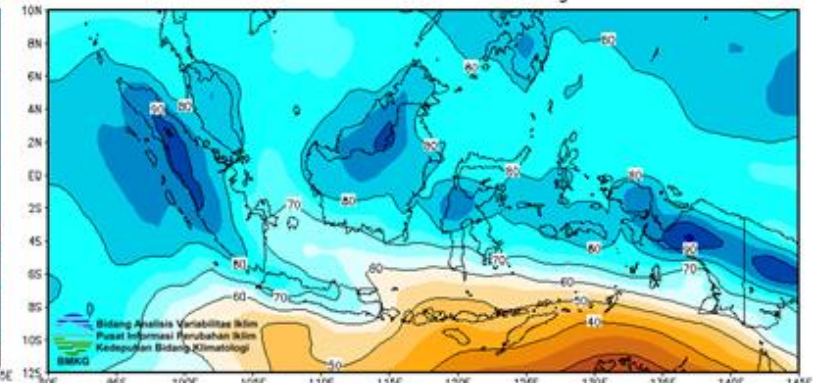 10N
8N
6N
4N
2N
EQ
2S
4S
6S
8S
10S
12S
80
80
90
80
80
80
80
80
70
80
90
80
70
70
60
60
70
60
50
40
50
Bidang Analisis Variabilitas Iklim
Pusat Informasi Perubahan Iklim
Kedeputian Bidang Klimatologi
BMKG